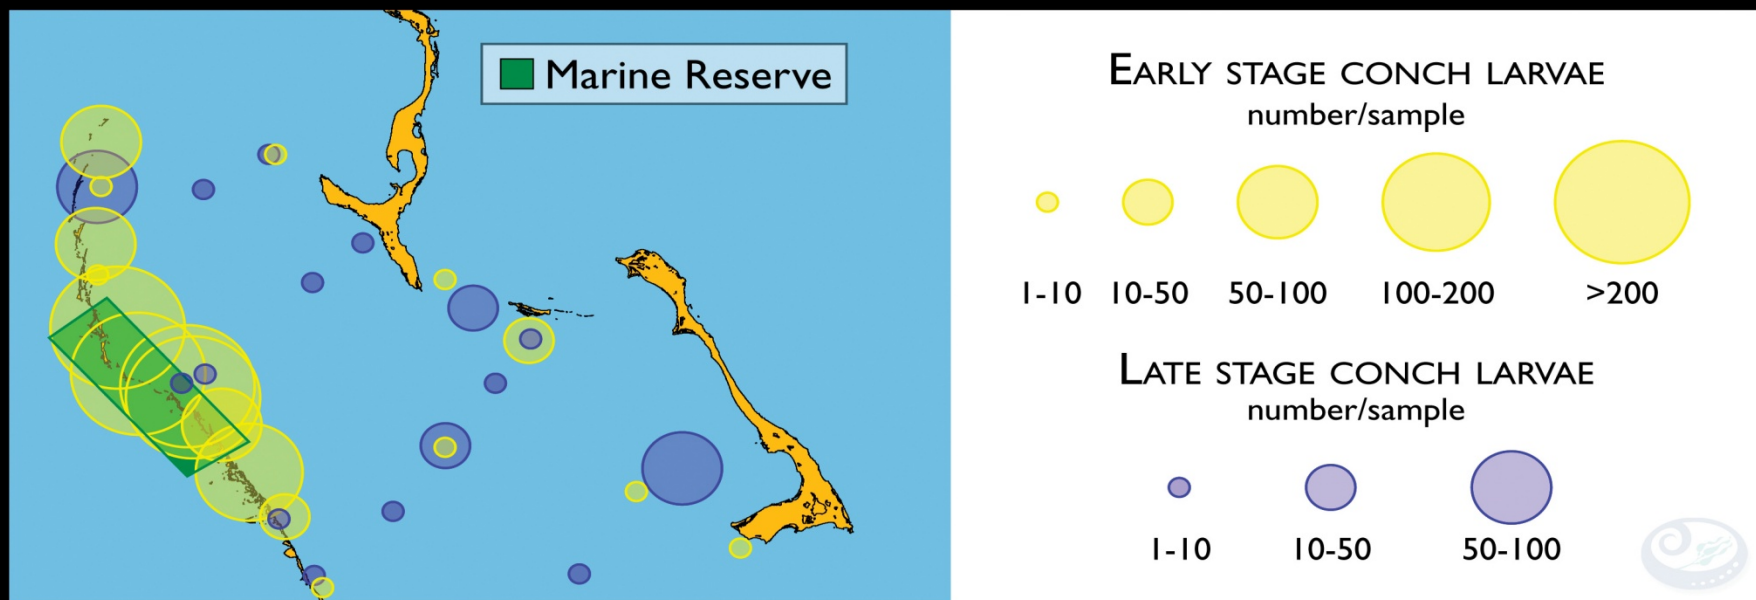 Marine Reserve
EARLY STAGE CONCH LARVAE
number/sample
1-10 10-50 50-100 100-200 >200
LATE STAGE CONCH LARVAE
number/sample
1-10 10-50 50-100